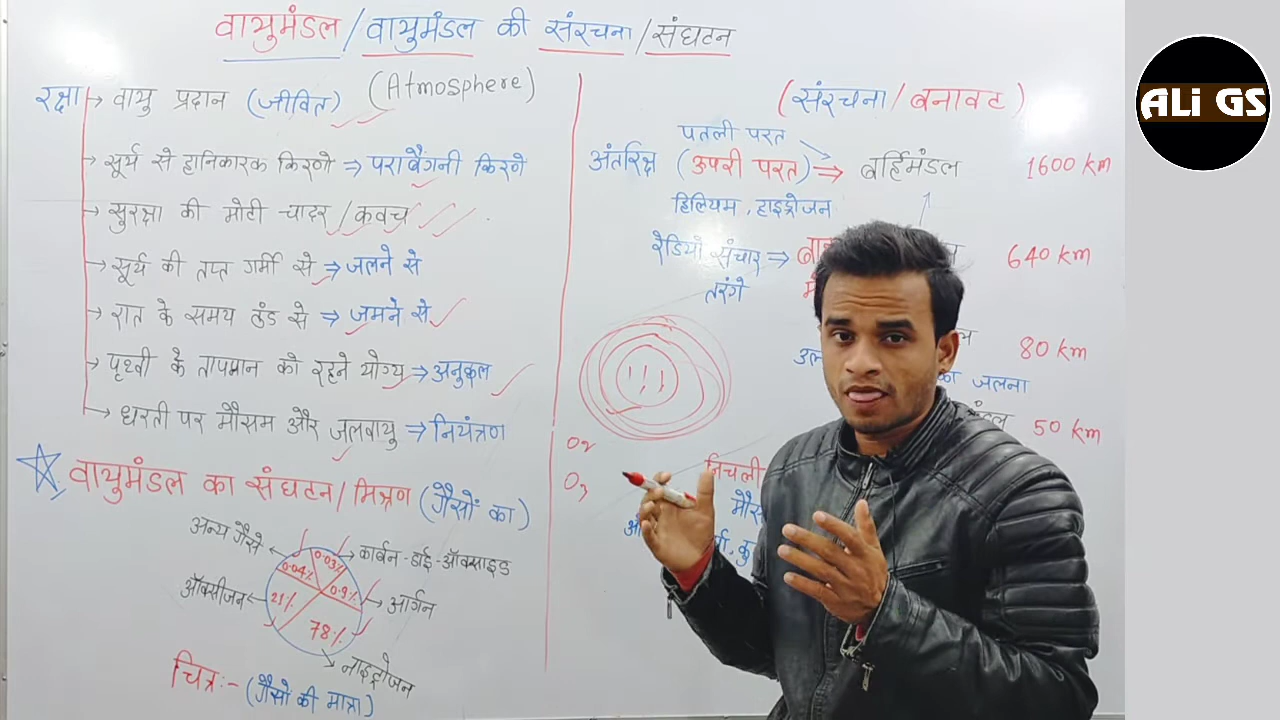 वायुमंडल/वायुमंडल की संरचना/संघटन
(Atmosphere)
रक्षा → वायु प्रदान (जीवित)
→ सूर्य से हानिकारक किरणे ⇒ पराबैगनी किरणे
→ सुरक्षा की मोटी चादर/कवच
→ सूर्य की तप्त गर्मी से → जलने से
→ रात के समय ठंड से → जमने से
→ पृथ्वी के तापमान को रहने योग्य → अनुकूल
→ धरती पर मौसम और जलवायु ⇒ नियंत्रण
वायुमंडल का संघटन/मिश्रण (गैसों का)
अन्य गैसे
0.04%
0.03%
कार्बन-डाई-ऑक्साइड
ऑक्सीजन
21%
0.9%
आर्गन
78%
नाइट्रोजन
चित्र:- (गैसो की मात्रा)
(संरचना/बनावट)
पतली परत
अंतरिक्ष (ऊपरी परत) ⇒ बर्हिमंडल 1600 km
हिलियम, हाइड्रोजन
रेडियो संचार ⇒ 640 km
तरंगे
80 km
जलना
50 km
O₂
O₃
निचली
ALi GS